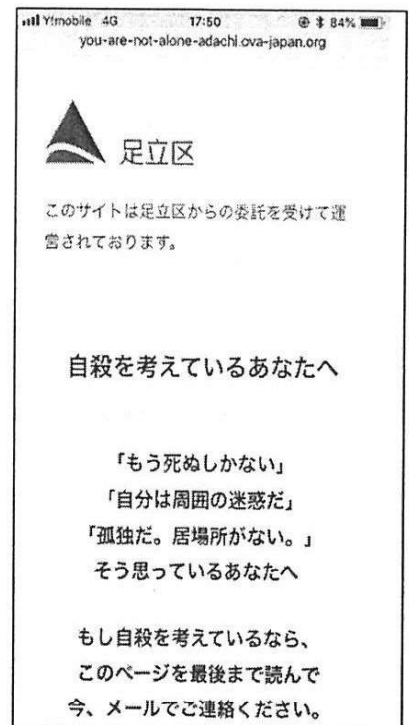 Y!mobile 4G 17:50 84%
you-are-not-alone-adachi.ova-japan.org
足立区
このサイトは足立区からの委託を受けて運
営されております。
自殺を考えているあなたへ
「もう死ぬしかない」
「自分は周囲の迷惑だ」
「孤独だ。居場所がない。」
そう思っているあなたへ
もし自殺を考えているなら、
このページを最後まで読んで
今、メールでご連絡ください。